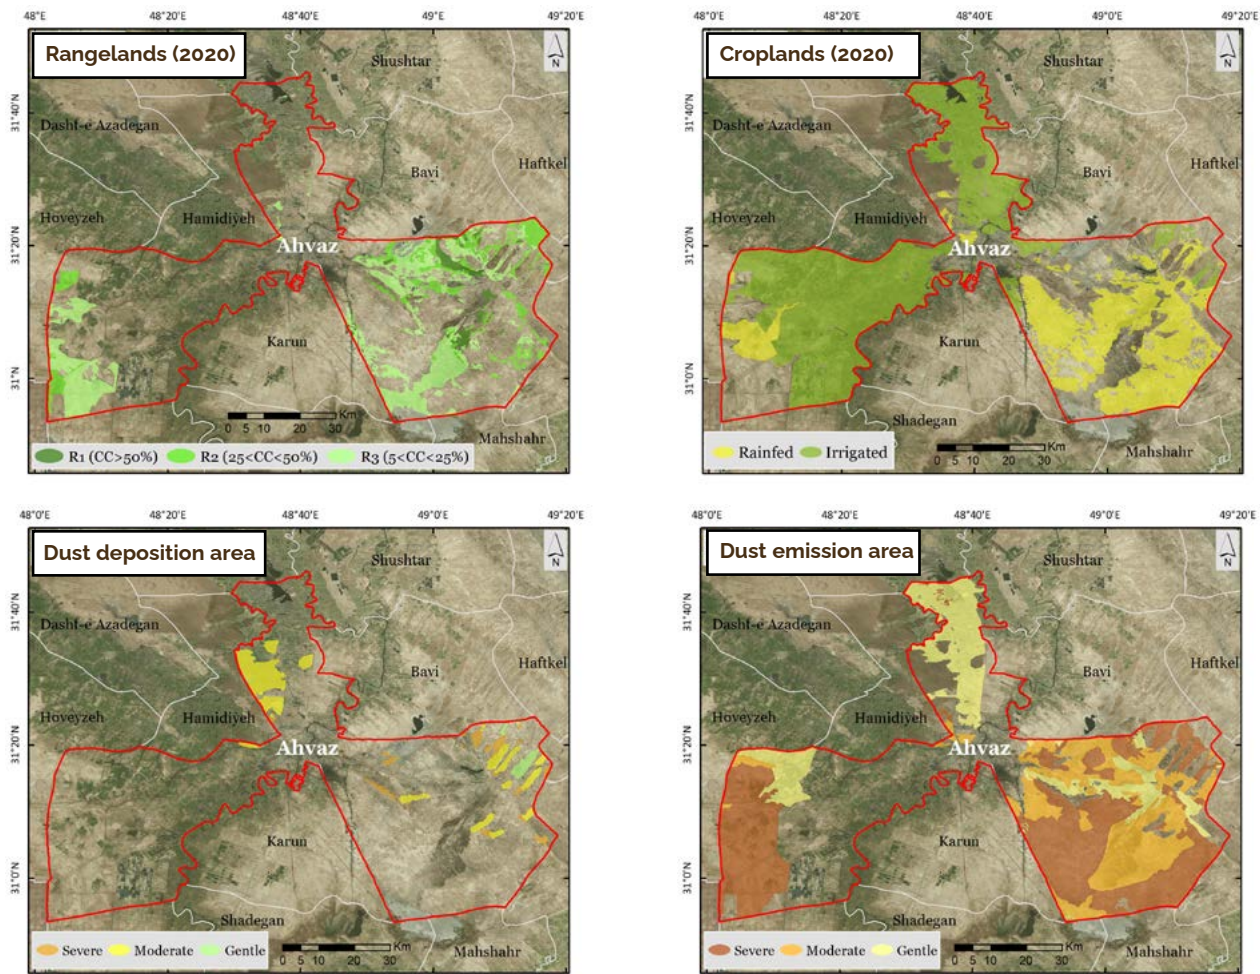 48°E 48°20'E 48°40'E 49°E 49°20'E
Rangelands (2020)
N
Shushtar
31°40'N
Dasht-e Azadegan
Haftkel
Bavi
Hoveyzeh
Hamidiyeh
31°20'N
Ahvaz
Karun
31°N
0 5 10 20 30 Km
Mahshahr
R1 (CC>50%) R2 (25<CC<50%) R3 (5<CC<25%)
48°0'E 48°20'E 48°40'E 49°0'E 49°20'E
Croplands (2020)
N
Shushtar
31°40'N
Dasht-e Azadegan
Haftkel
Bavi
Hoveyzeh
Hamidiyeh
31°20'N
Ahvaz
Karun
31°0'N
Shadegan
Rainfed Irrigated
0 5 10 20 30 Km
Mahshahr
48°0'E 48°20'E 48°40'E 49°0'E 49°20'E
Dust deposition area
N
Shushtar
31°40'N
Dasht-e Azadegan
Haftkel
Bavi
Hoveyzeh
Hamidiyeh
31°20'N
Ahvaz
Karun
31°0'N
Shadegan
Severe Moderate Gentle
0 5 10 20 30 Km
Mahshahr
48°0'E 48°20'E 48°40'E 49°0'E 49°20'E
Dust emission area
N
Shushtar
31°40'N
Dasht-e Azadegan
Haftkel
Bavi
Hoveyzeh
Hamidiyeh
31°20'N
Ahvaz
Karun
31°0'N
Shadegan
Severe Moderate Gentle
0 5 10 20 30 Km
Mahshahr